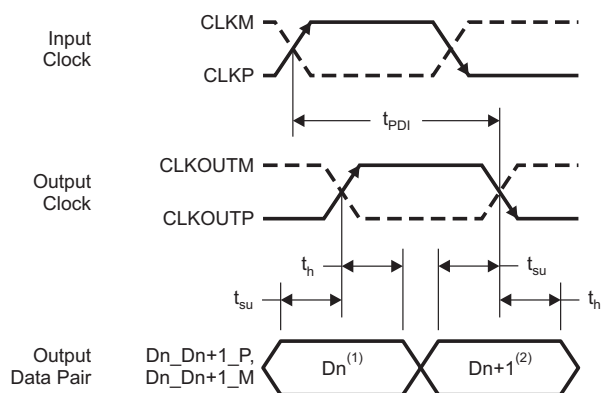 Input
Clock
CLKM
CLKP
t_PDI
Output
Clock
CLKOUTM
CLKOUTP
t_h
t_su
t_su
t_h
Output
Data Pair
Dn_Dn+1_P,
Dn_Dn+1_M
Dn(1)
Dn+1(2)